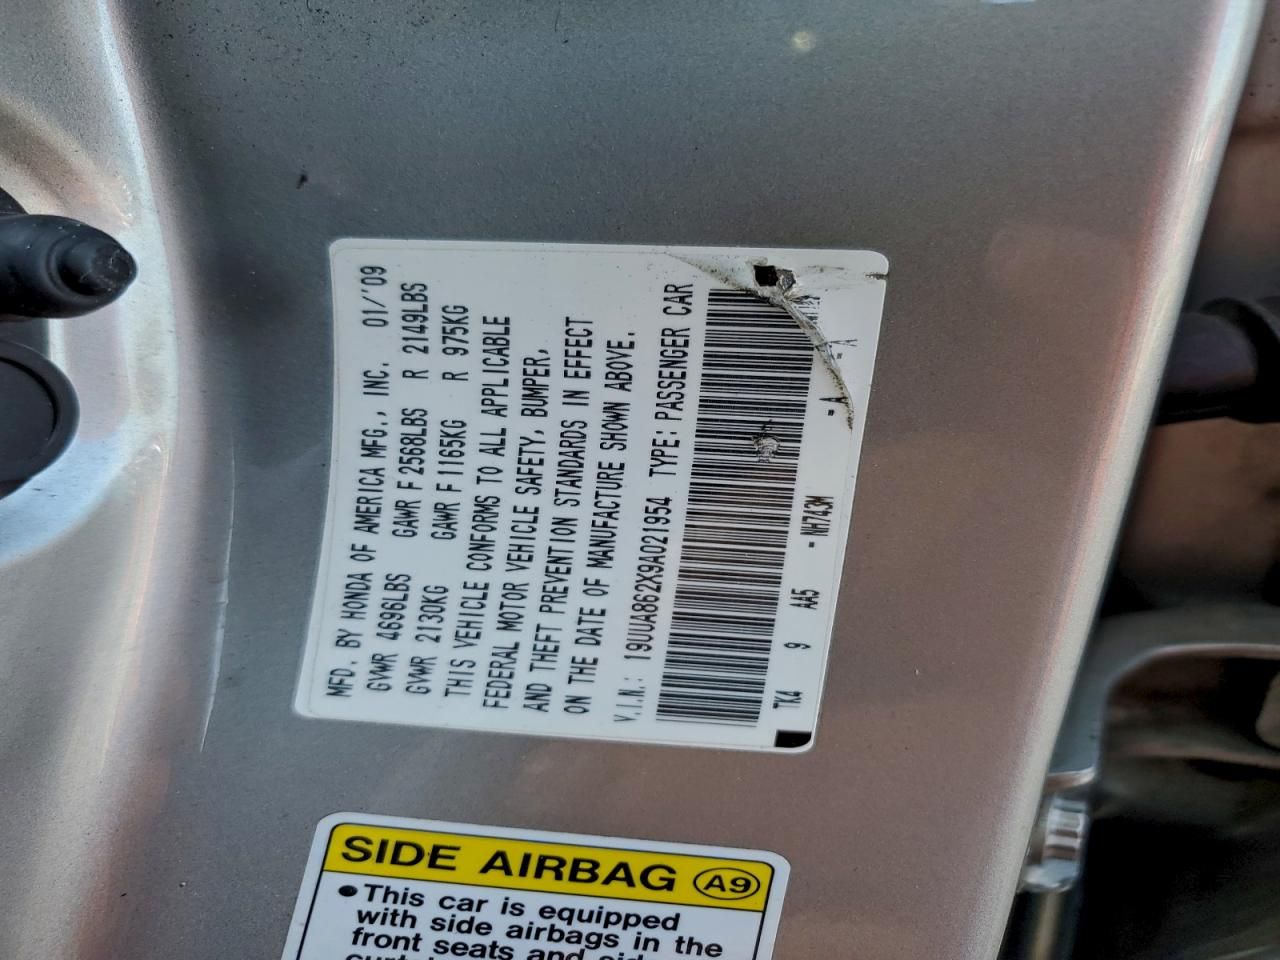 MFD. BY HONDA OF AMERICA MFG., INC. 01/'09
GVWR 4696LBS GAWR F 2568LBS R 2149LBS
GVWR 2130KG GAWR F 1165KG R 975KG
THIS VEHICLE CONFORMS TO ALL APPLICABLE
FEDERAL MOTOR VEHICLE SAFETY, BUMPER,
AND THEFT PREVENTION STANDARDS IN EFFECT
ON THE DATE OF MANUFACTURE SHOWN ABOVE.
V.I.N.: 19UUA862X9A021954 TYPE: PASSENGER CAR
TK4 9 AA5 - NH743M - A - A
SIDE AIRBAG A9
● This car is equipped
with side airbags in the
front seats and